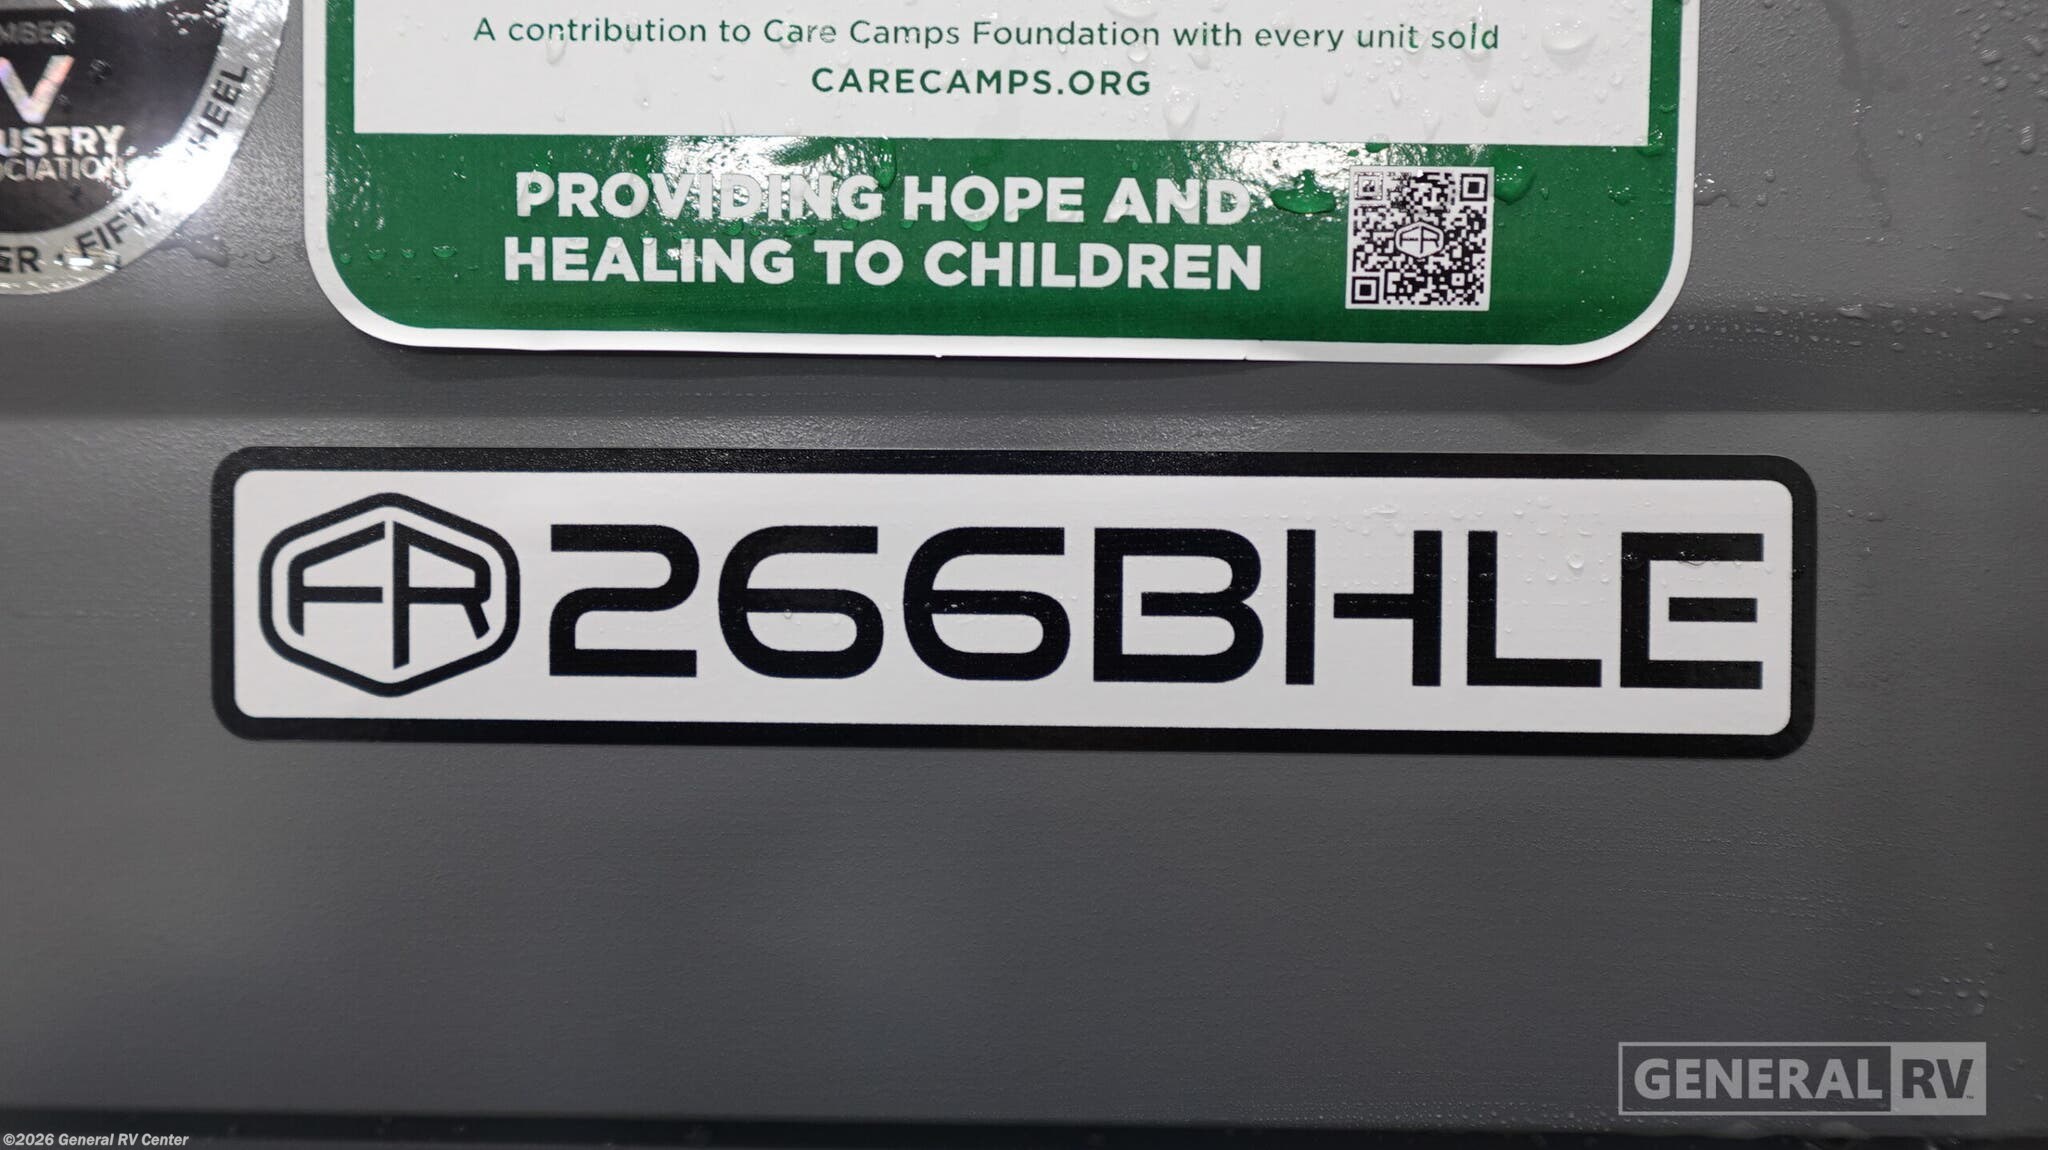 A contribution to Care Camps Foundation with every unit sold
CARECAMPS.ORG
PROVIDING HOPE AND
HEALING TO CHILDREN
FR 266BHLE
GENERAL RV
©2026 General RV Center